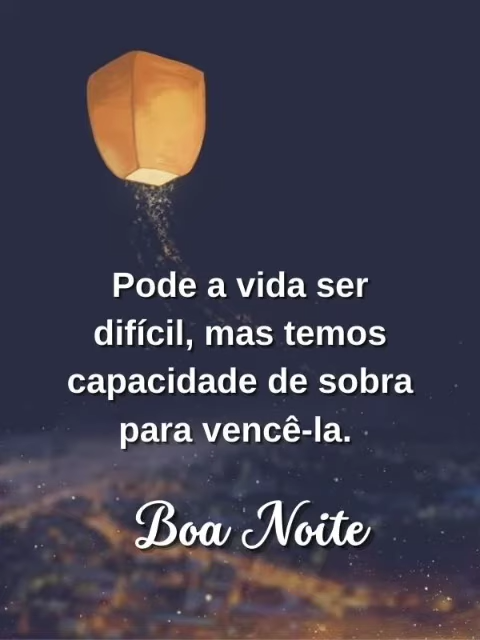 Pode a vida ser
difícil, mas temos
capacidade de sobra
para vencê-la.
Boa Noite